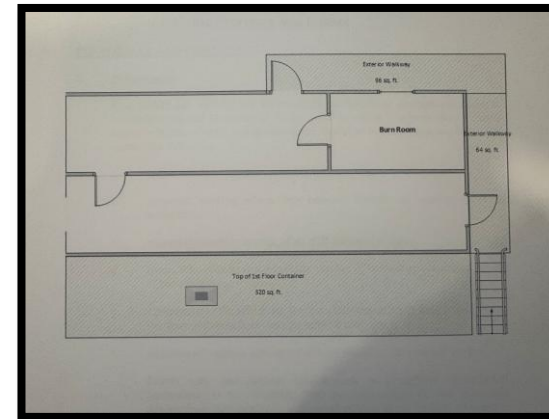 Exterior Walkway
96 sq. ft.
Burn Room
Exterior Walkway
64 sq. ft.
Top of 1st Floor Container
320 sq. ft.